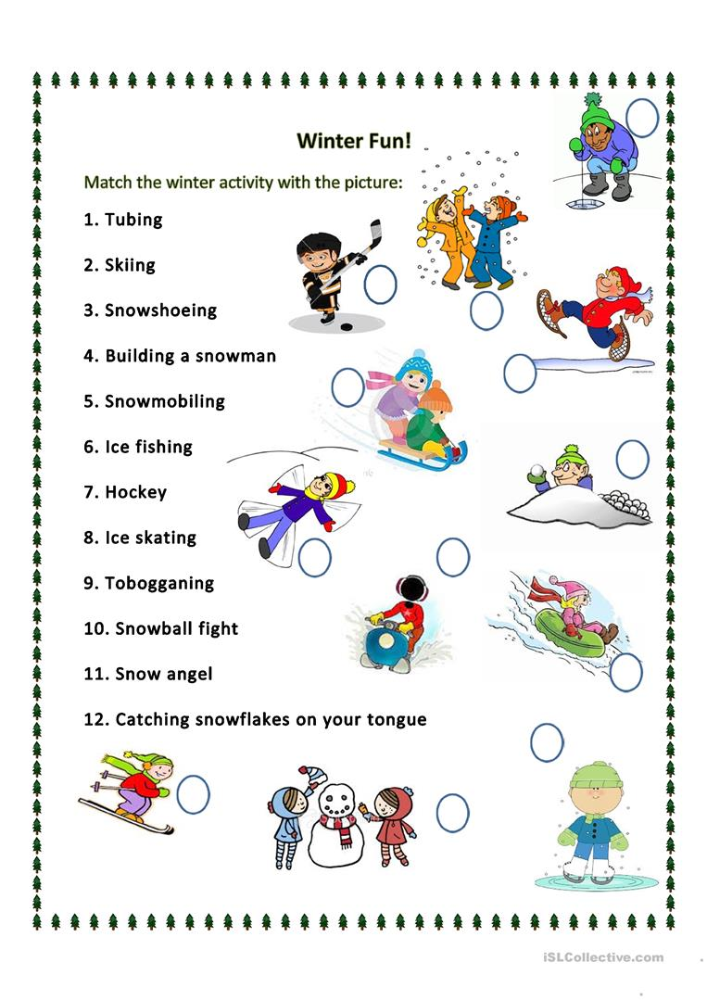 Winter Fun!
Match the winter activity with the picture:
1. Tubing
2. Skiing
3. Snowshoeing
4. Building a snowman
5. Snowmobiling
6. Ice fishing
7. Hockey
8. Ice skating
9. Tobogganing
10. Snowball fight
11. Snow angel
12. Catching snowflakes on your tongue
iSLCollective.com